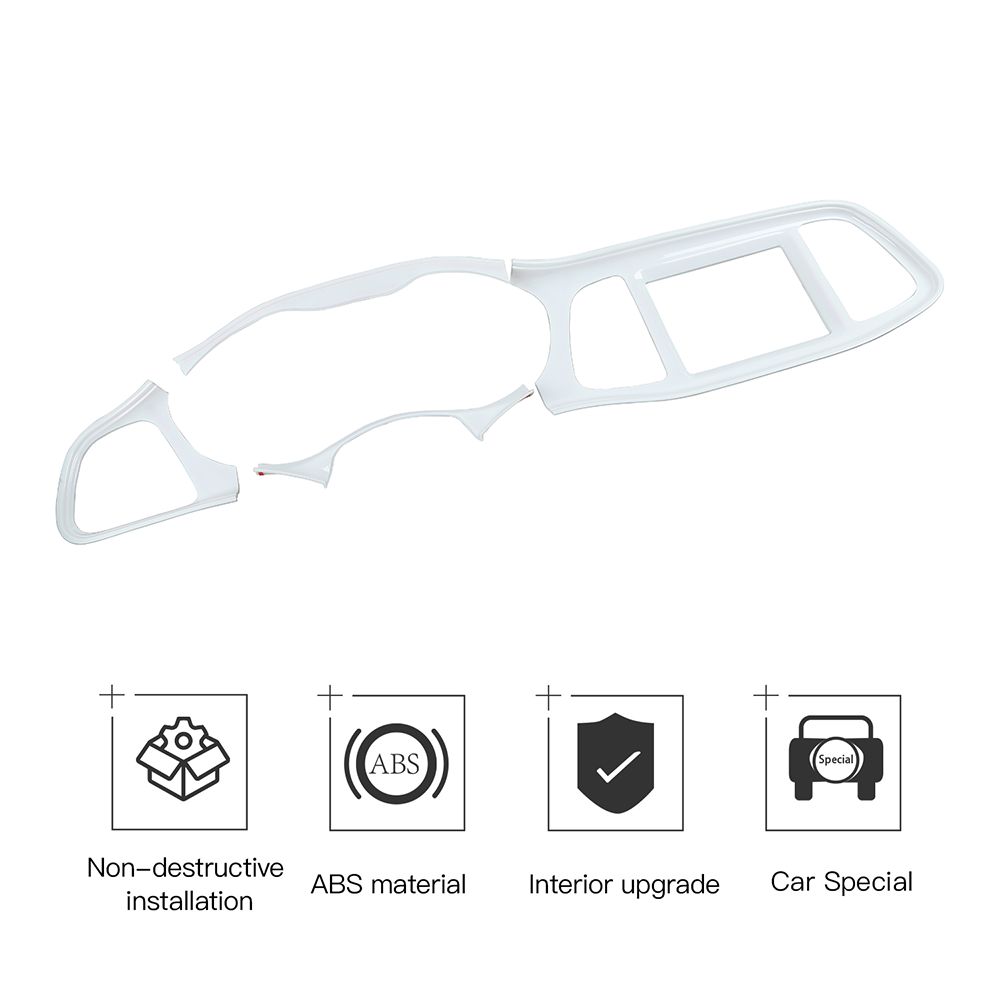 ABS
Special
Non-destructive
installation
ABS material
Interior upgrade
Car Special